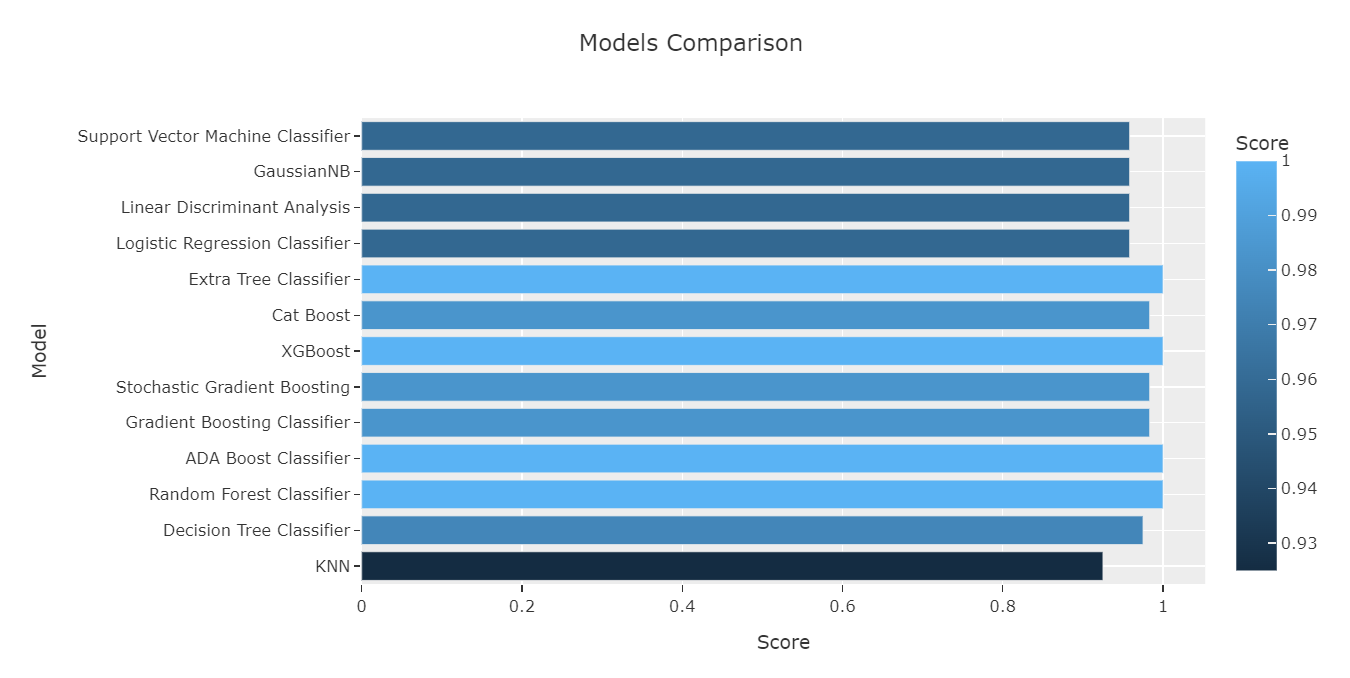 Models Comparison
Support Vector Machine Classifier
GaussianNB
Linear Discriminant Analysis
Logistic Regression Classifier
Extra Tree Classifier
Cat Boost
XGBoost
Stochastic Gradient Boosting
Gradient Boosting Classifier
ADA Boost Classifier
Random Forest Classifier
Decision Tree Classifier
KNN
Model
0 0.2 0.4 0.6 0.8 1
Score
Score
1
0.99
0.98
0.97
0.96
0.95
0.94
0.93